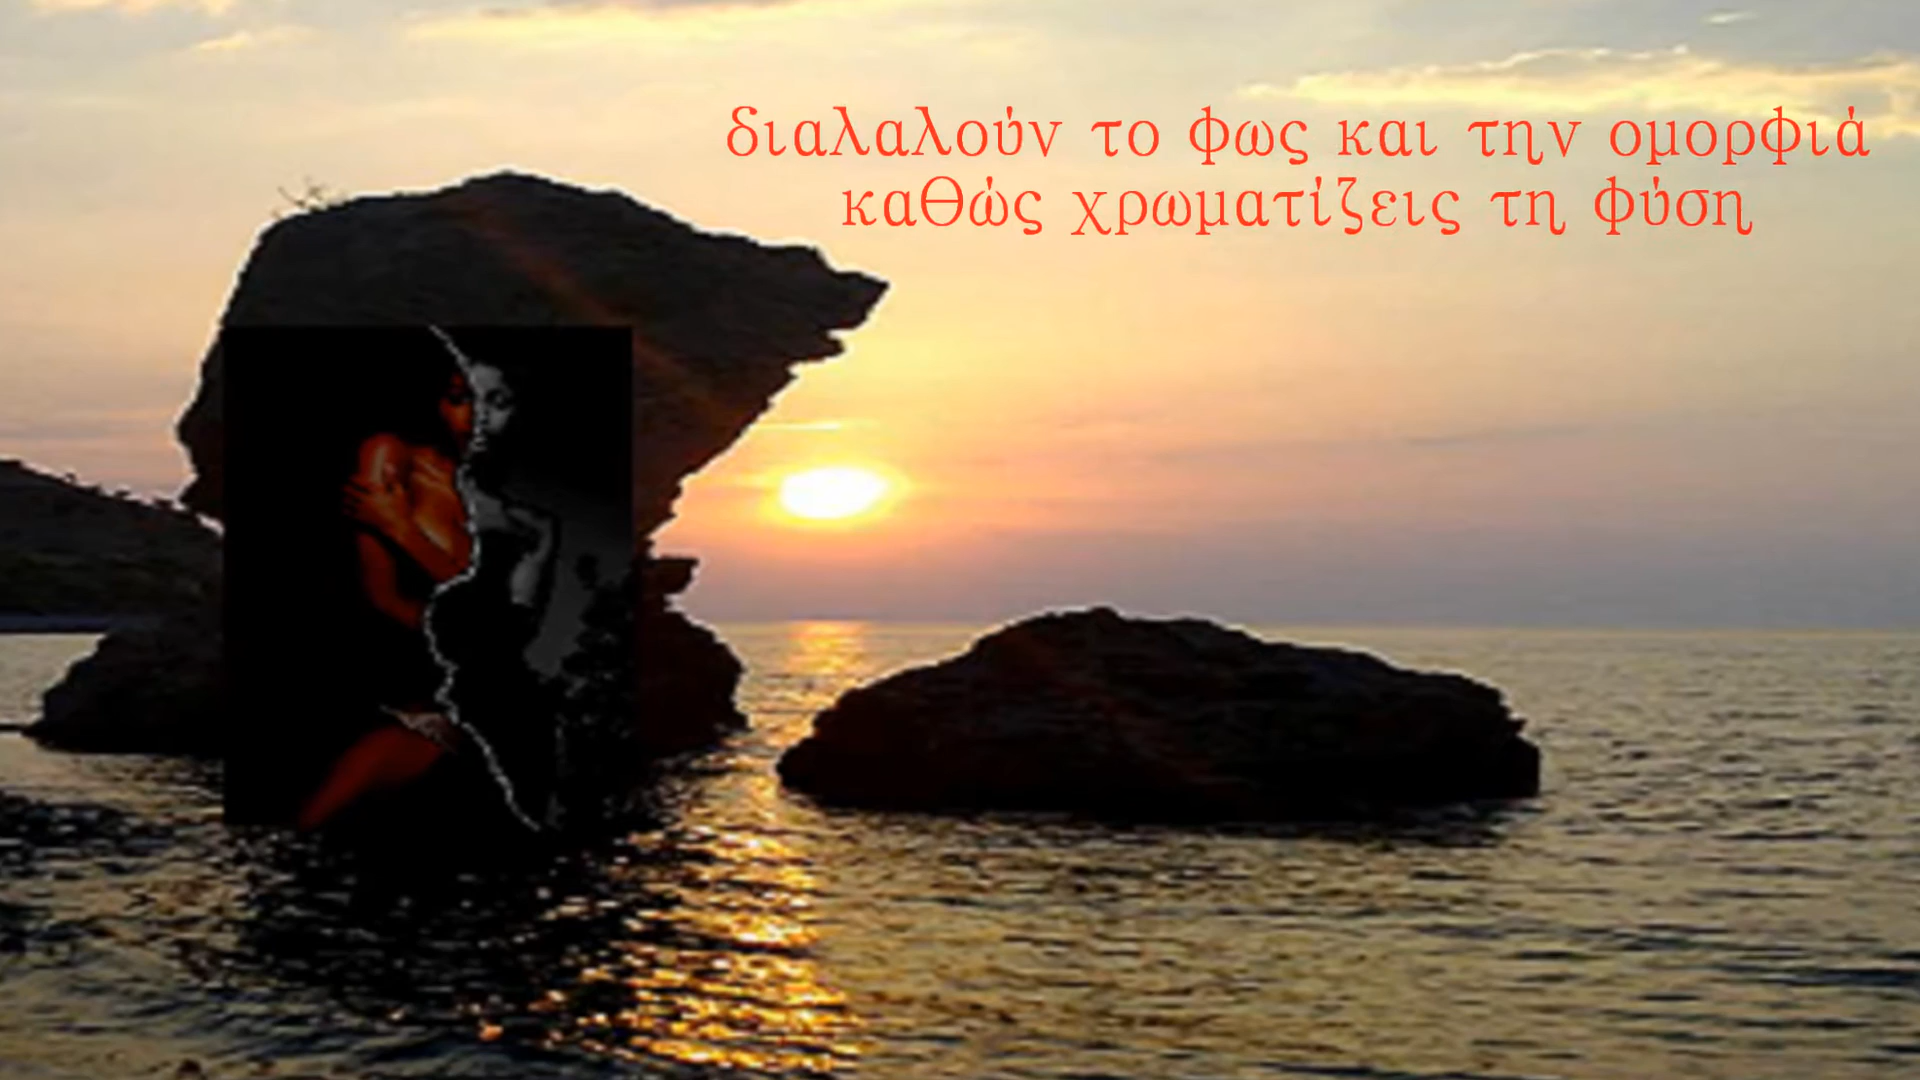 διαλαλούν το φως και την ομορφιά
καθώς χρωματίζεις τη φύση